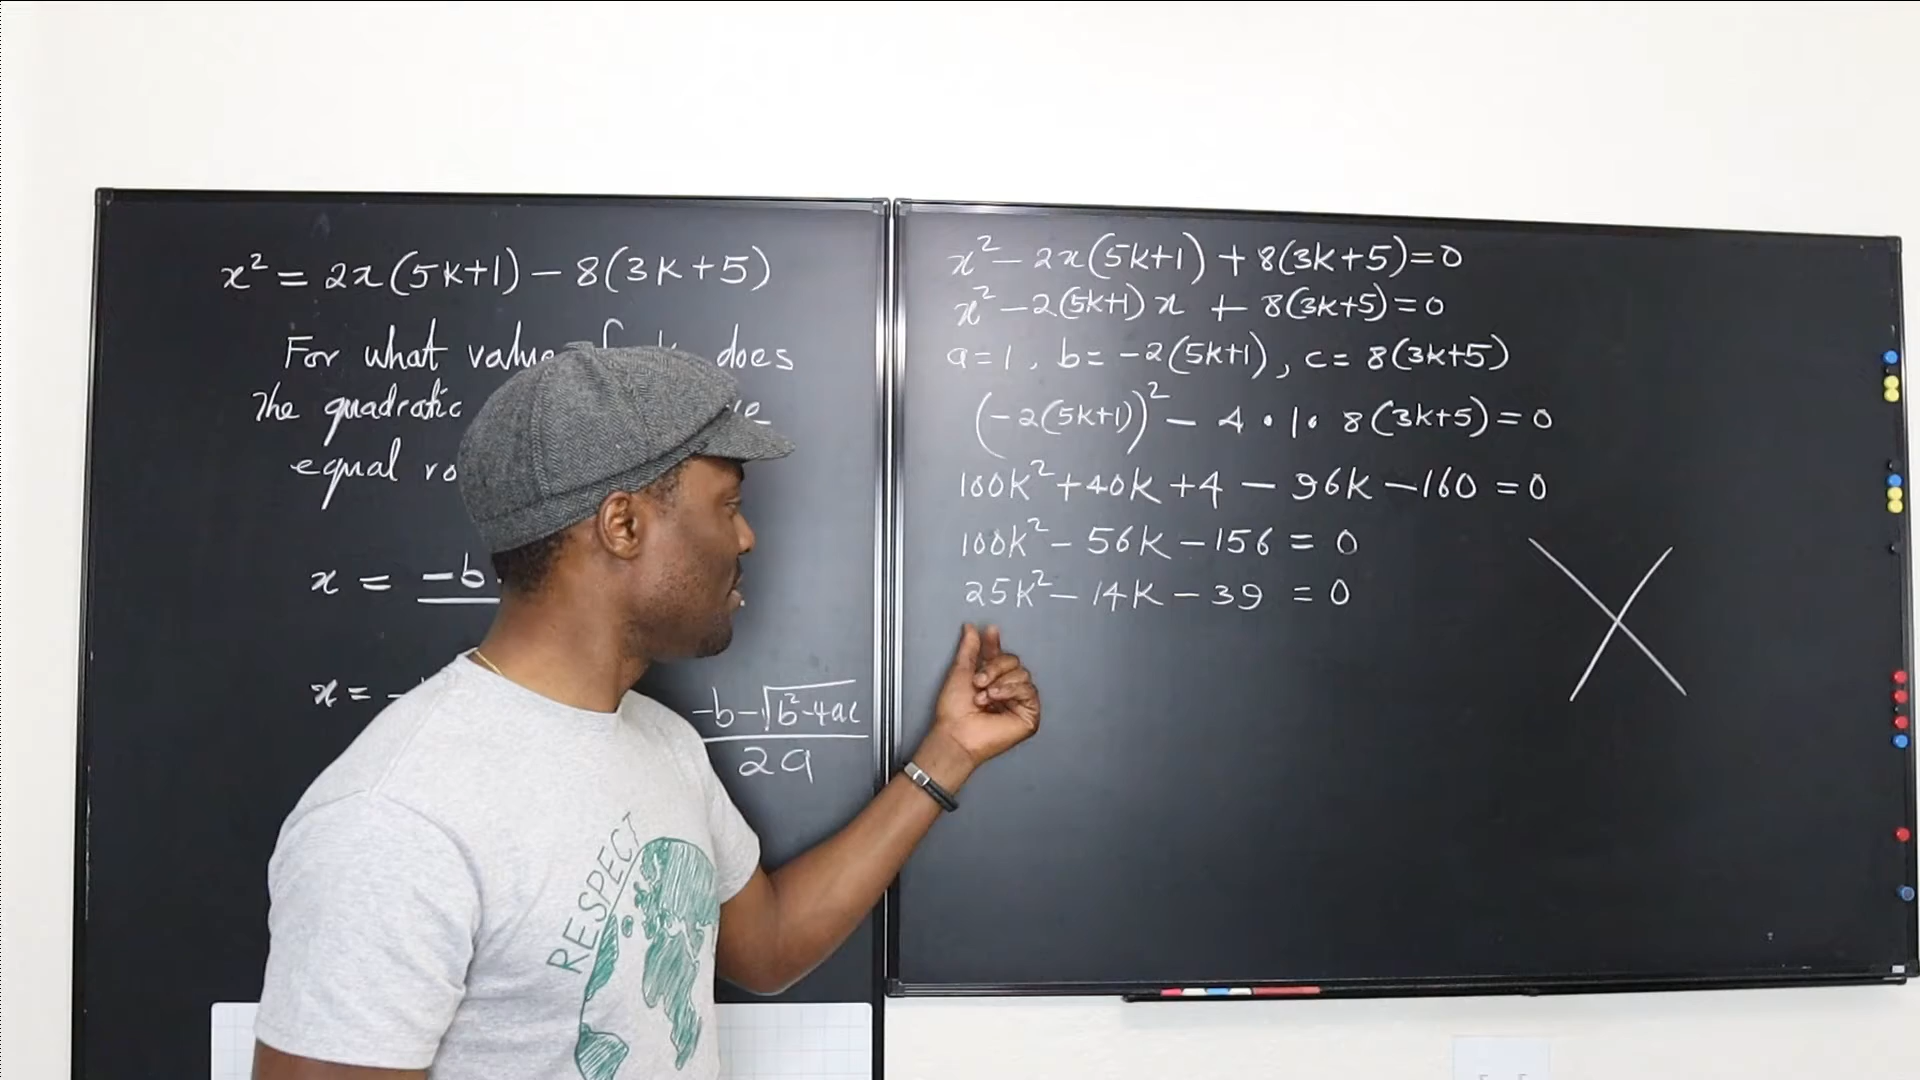 x² = 2x(5k+1) – 8(3k+5)
For what does
The quadratic
equal
x = –b
x = –
–b–√b²-4ac
2a
x² – 2x(5k+1) + 8(3k+5)=0
x² – 2(5k+1) x + 8(3k+5)=0
a=1, b= –2(5k+1), c= 8(3k+5)
(–2(5k+1))² – 4 • 1 • 8(3k+5) = 0
100k² + 40k + 4 – 96k – 160 = 0
100k² – 56k – 156 = 0
25k² – 14k – 39 = 0
RESPECT